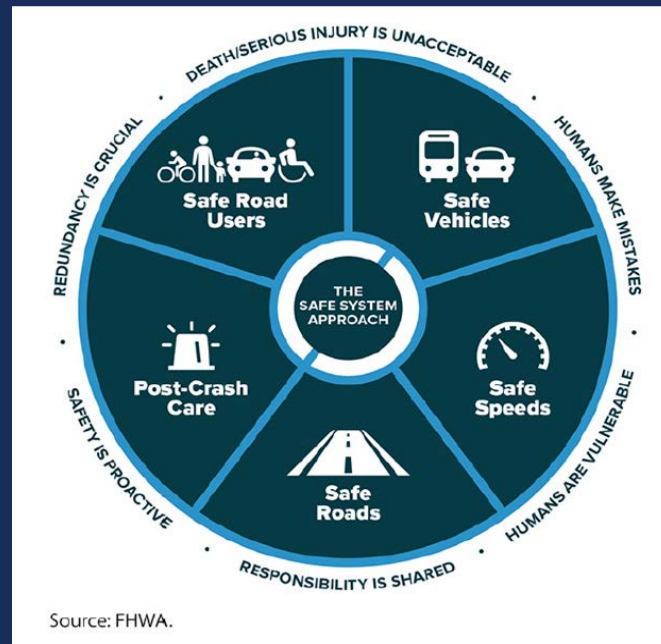 DEATH/SERIOUS INJURY IS UNACCEPTABLE
HUMANS MAKE MISTAKES
HUMANS ARE VULNERABLE
RESPONSIBILITY IS SHARED
SAFETY IS PROACTIVE
REDUNDANCY IS CRUCIAL
Safe Road
Users
Safe
Vehicles
Safe
Speeds
Safe
Roads
Post-Crash
Care
THE
SAFE SYSTEM
APPROACH
Source: FHWA.